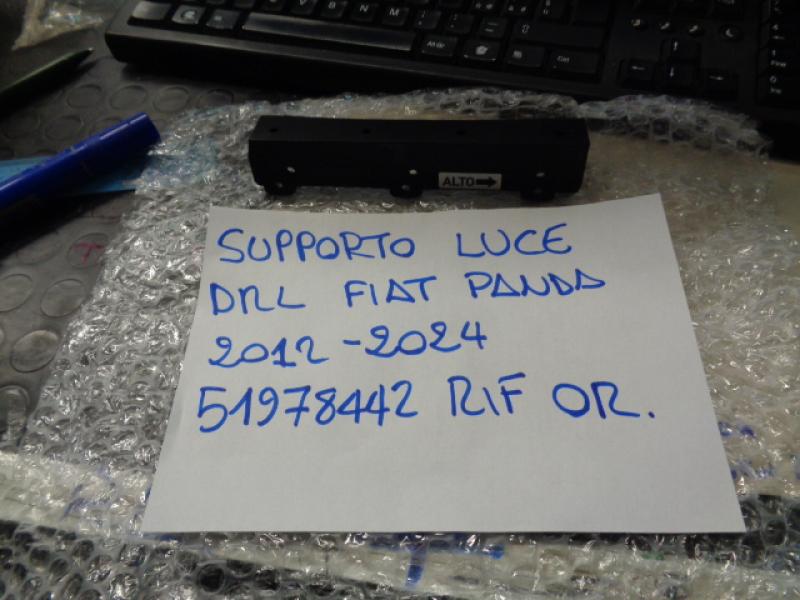 ALTO→
SUPPORTO LUCE
DRL FIAT PANDA
2012-2024
51978442 RIF OR.